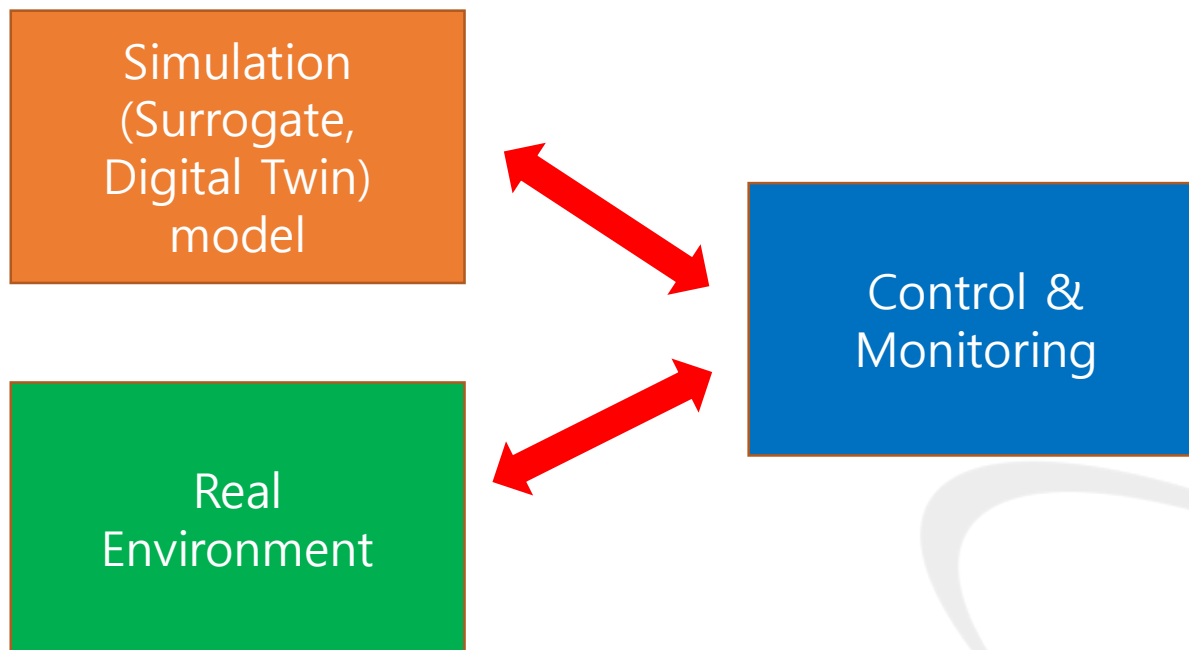 Simulation
(Surrogate,
Digital Twin)
model
Control &
Monitoring
Real
Environment